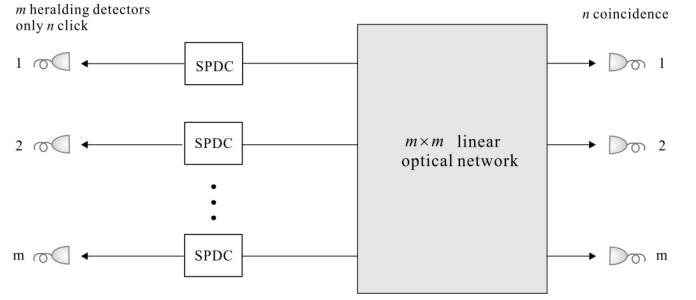 m heralding detectors
only n click
n coincidence
1
SPDC
1
2
SPDC
m×m linear
optical network
2
m
SPDC
m